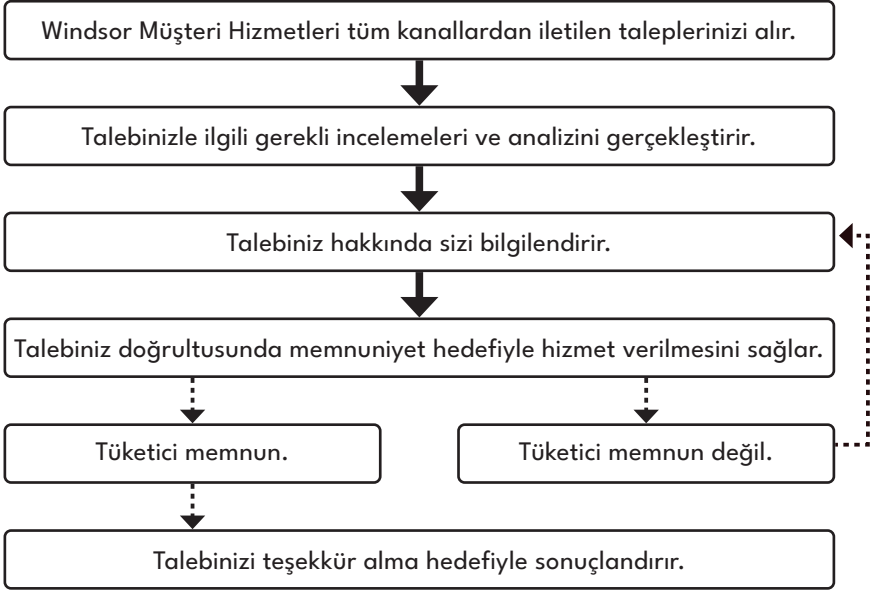 Windsor Müşteri Hizmetleri tüm kanallardan iletilen taleplerinizi alır.
Talebinizle ilgili gerekli incelemeleri ve analizini gerçekleştirir.
Talebiniz hakkında sizi bilgilendirir.
Talebiniz doğrultusunda memnuniyet hedefiyle hizmet verilmesini sağlar.
Tüketici memnun.
Tüketici memnun değil.
Talebinizi teşekkür alma hedefiyle sonuçlandırır.